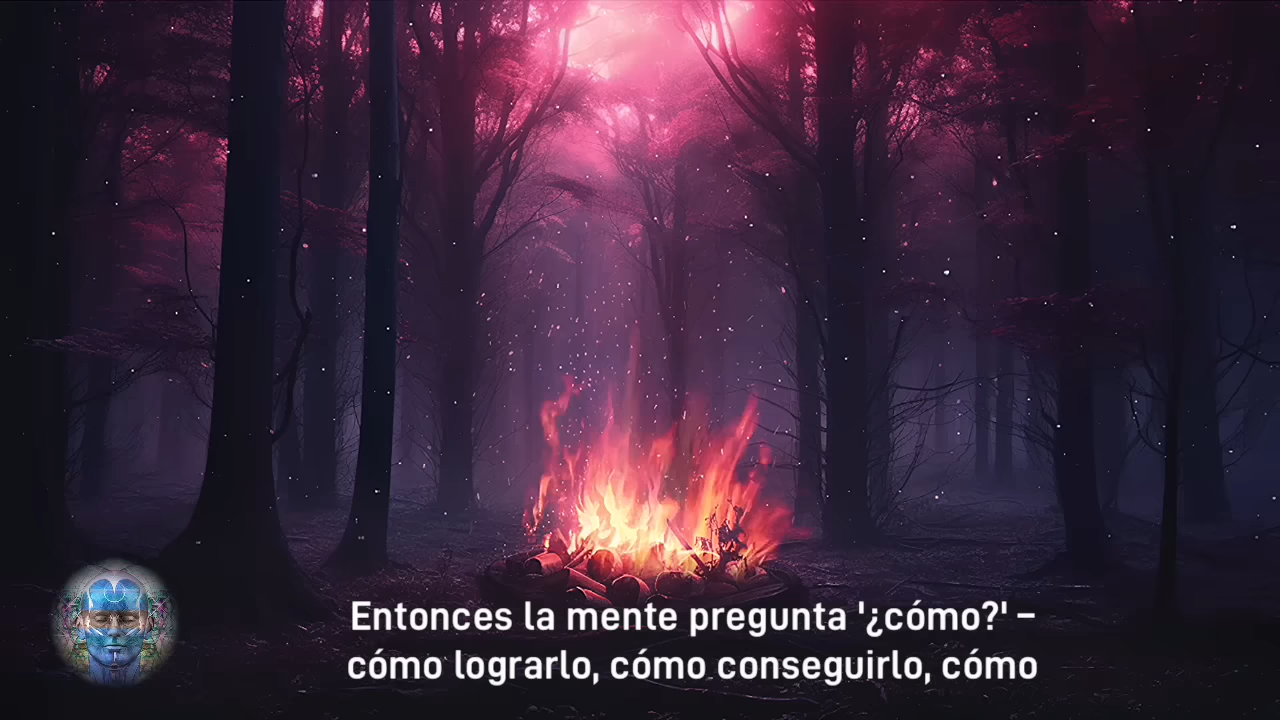 Entonces la mente pregunta '¿cómo?' –
cómo lograrlo, cómo conseguirlo, cómo